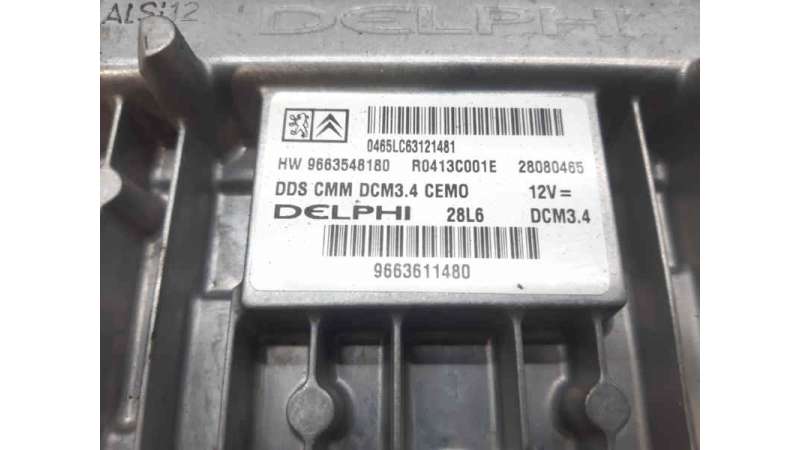 ALSi12
DELPHI
0465LC63121481
HW 9663548180 R0413C001E 28080465
DDS CMM DCM3.4 CEMO 12V=
DELPHI 28L6 DCM3.4
9663611480